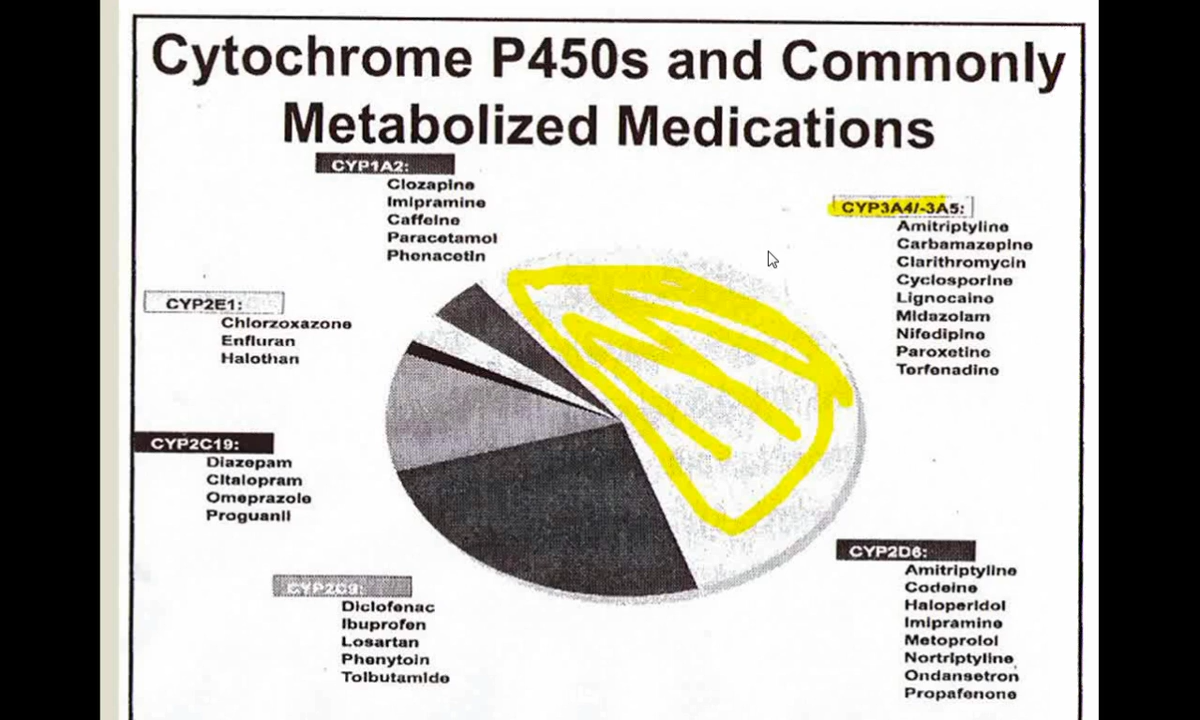 Cytochrome P450s and Commonly
Metabolized Medications
CYP1A2:
Clozapine
Imipramine
Caffeine
Paracetamol
Phenacetin
CYP3A4/-3A5:
Amitriptyline
Carbamazepine
Clarithromycin
Cyclosporine
Lignocaine
Midazolam
Nifedipine
Paroxetine
Terfenadine
CYP2E1:
Chlorzoxazone
Enfluran
Halothan
CYP2C19:
Diazepam
Citalopram
Omeprazole
Proguanil
CYP2C9:
Diclofenac
Ibuprofen
Losartan
Phenytoin
Tolbutamide
CYP2D6:
Amitriptyline
Codeine
Haloperidol
Imipramine
Metoprolol
Nortriptyline
Ondansetron
Propafenone